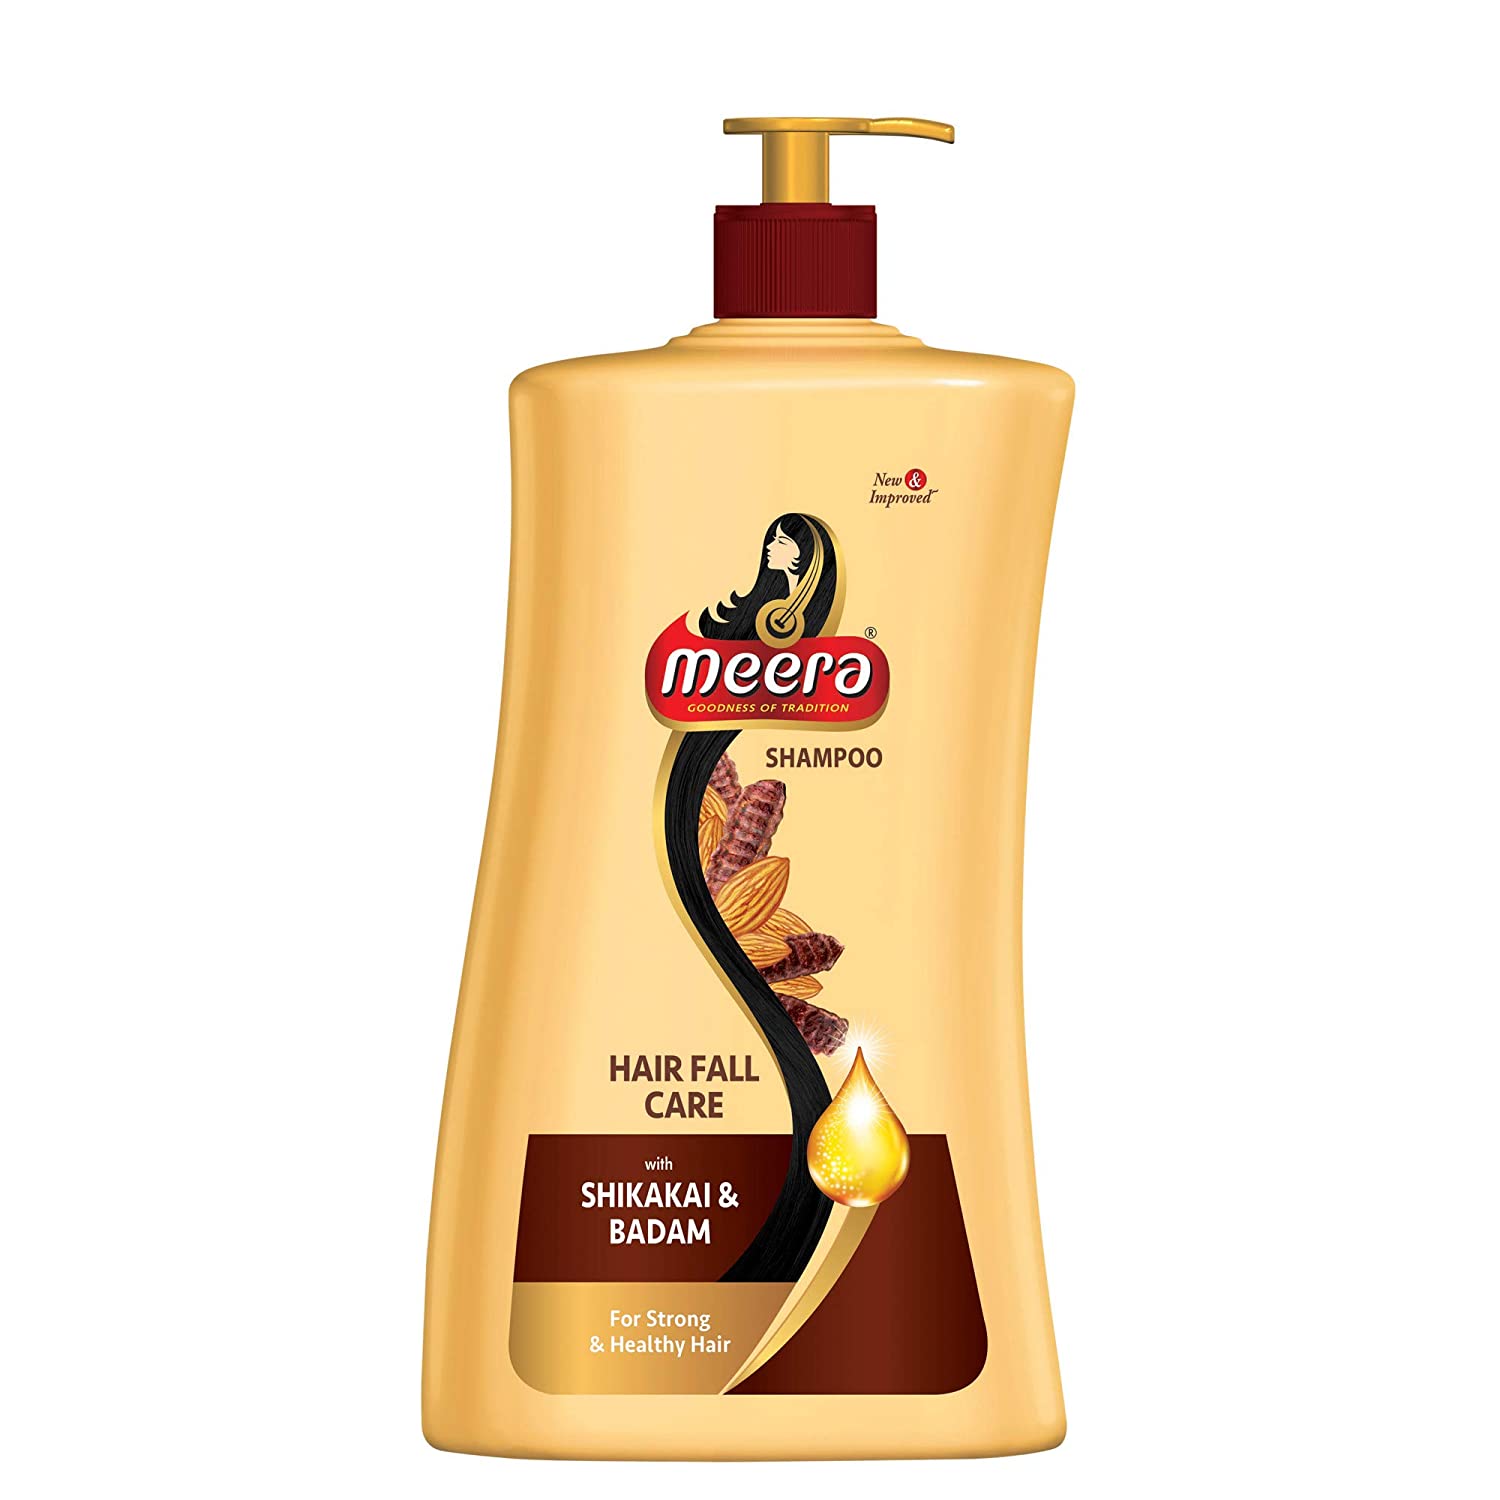 New &
Improved~
meera®
GOODNESS OF TRADITION
SHAMPOO
HAIR FALL
CARE
with
SHIKAKAI &
BADAM
For Strong
& Healthy Hair